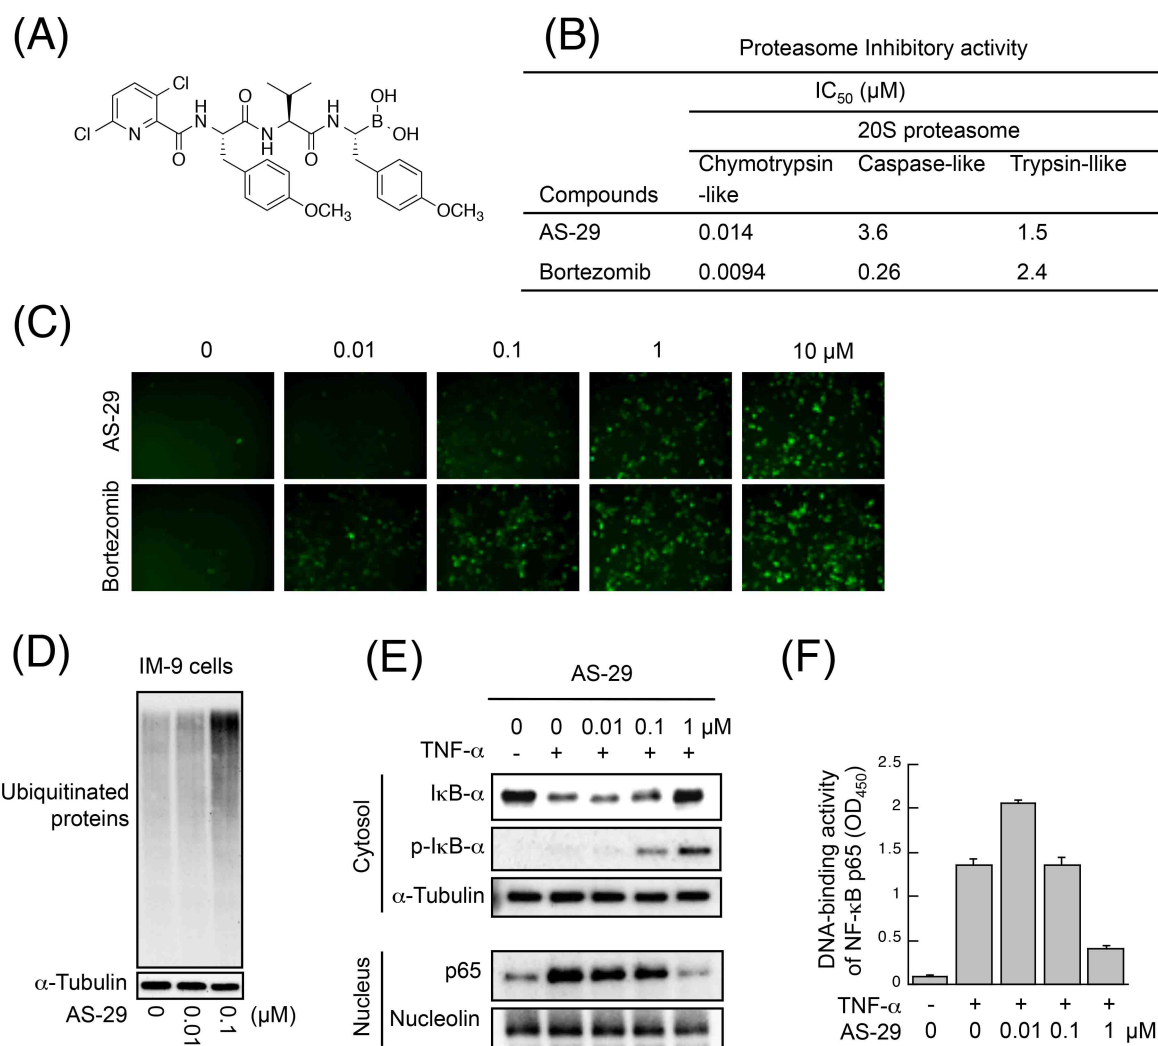 (A)
Cl
Cl
N
O
H
N
O
N
H
O
H
N
B
OH
OH
OCH3
OCH3
(B)
Proteasome Inhibitory activity
IC50 (µM)
20S proteasome
Compounds Chymotrypsin Caspase-like Trypsin-llike
-like
AS-29 0.014 3.6 1.5
Bortezomib 0.0094 0.26 2.4
(C)
0 0.01 0.1 1 10 µM
AS-29
Bortezomib
(D)
IM-9 cells
Ubiquitinated
proteins
α-Tubulin
AS-29 0 0.01 0.1 (µM)
(E)
AS-29
0 0 0.01 0.1 1 µM
TNF-α - + + + +
Cytosol
IκB-α
p-IκB-α
α-Tubulin
Nucleus
p65
Nucleolin
(F)
DNA-binding activity
of NF-κB p65 (OD450)
2.5
2
1.5
1
0.5
0
TNF-α - + + + +
AS-29 0 0 0.01 0.1 1 µM